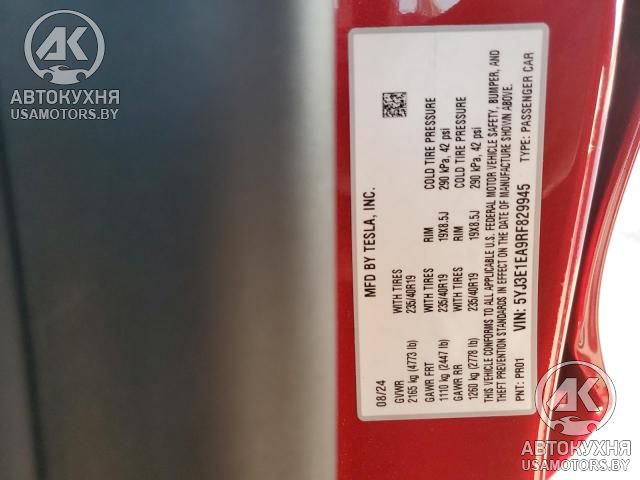 AK
АВТОКУХНЯ
USAMOTORS.BY
MFD BY TESLA, INC.
08/24
GVWR WITH TIRES RIM COLD TIRE PRESSURE
2165 kg (4773 lb) 235/40R19 19X8.5J 290 kPa, 42 psi
GAWR FRT WITH TIRES RIM COLD TIRE PRESSURE
1110 kg (2447 lb) 235/40R19 19X8.5J 290 kPa, 42 psi
GAWR RR WITH TIRES
1260 kg (2778 lb) 235/40R19
THIS VEHICLE CONFORMS TO ALL APPLICABLE U.S. FEDERAL MOTOR VEHICLE SAFETY, BUMPER, AND
THEFT PREVENTION STANDARDS IN EFFECT ON THE DATE OF MANUFACTURE SHOWN ABOVE.
PNT: PR01 VIN: 5YJ3E1EA9RF829945 TYPE: PASSENGER CAR
AK
АВТОКУХНЯ
USAMOTORS.BY